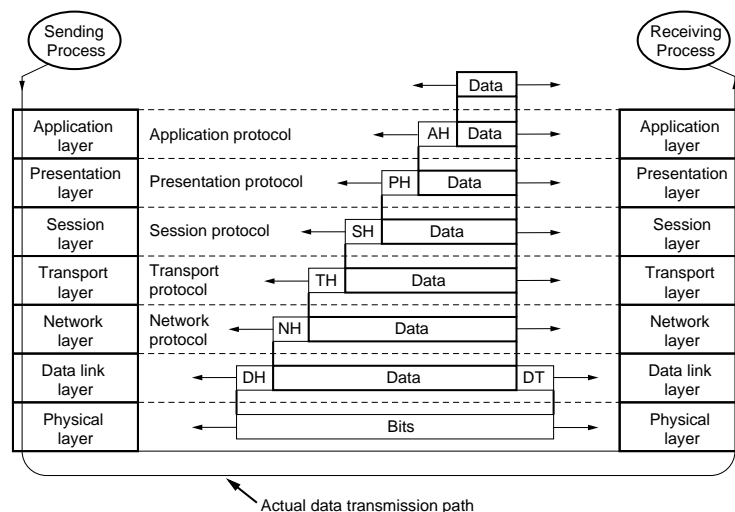 Sending
Process
Receiving
Process
Data
Application
layer
Application protocol
AH
Data
Application
layer
Presentation
layer
Presentation protocol
PH
Data
Presentation
layer
Session
layer
Session protocol
SH
Data
Session
layer
Transport
layer
Transport
protocol
TH
Data
Transport
layer
Network
layer
Network
protocol
NH
Data
Network
layer
Data link
layer
DH
Data
DT
Data link
layer
Physical
layer
Bits
Physical
layer
Actual data transmission path